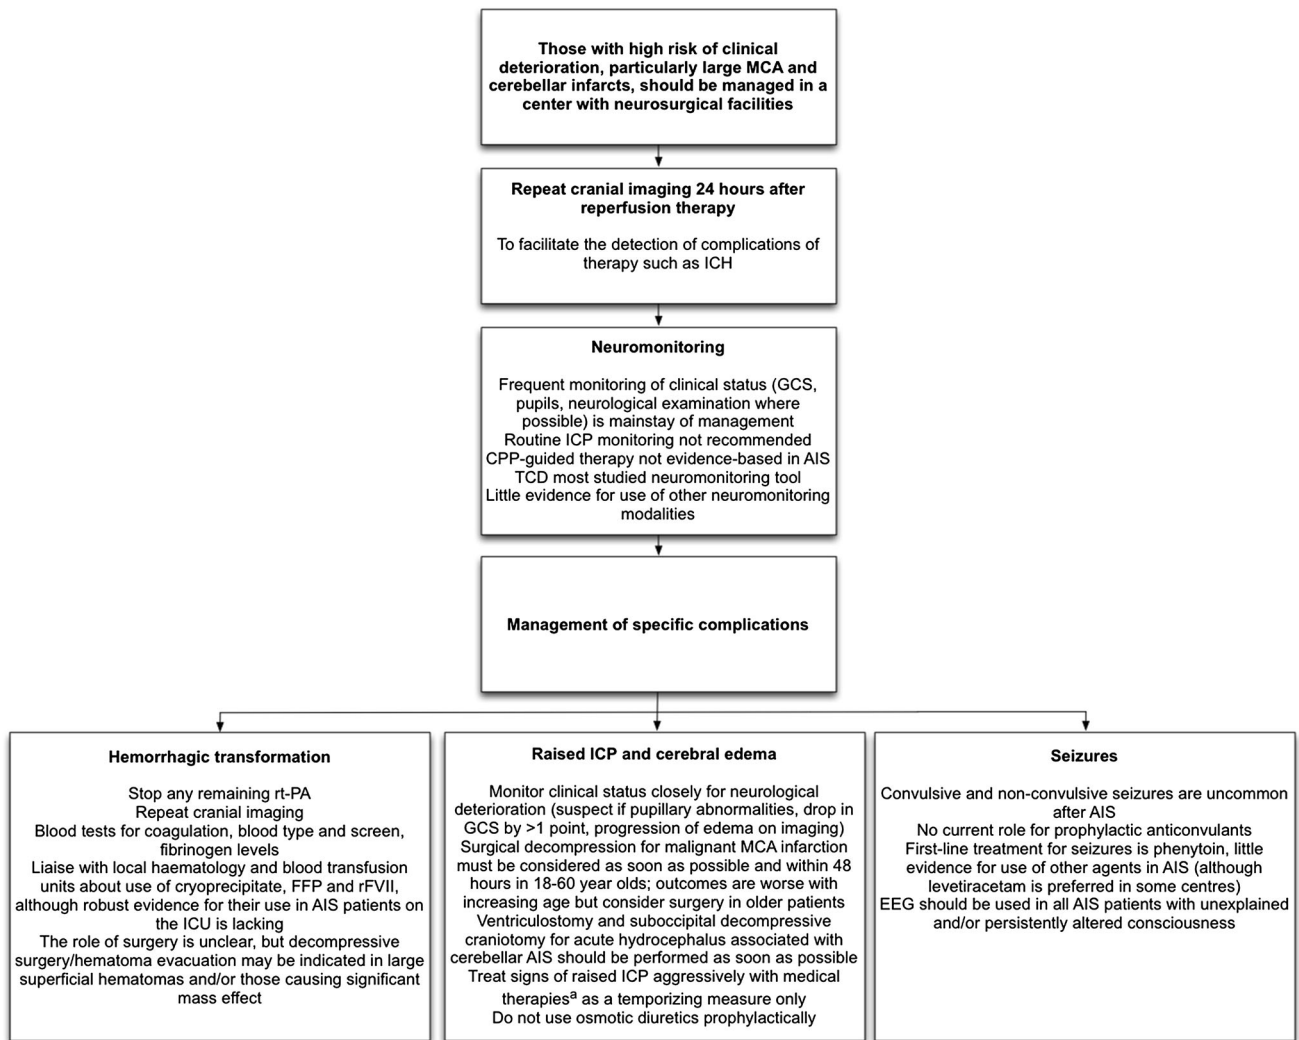 Those with high risk of clinical
deterioration, particularly large MCA and
cerebellar infarcts, should be managed in a
center with neurosurgical facilities
Repeat cranial imaging 24 hours after
reperfusion therapy
To facilitate the detection of complications of
therapy such as ICH
Neuromonitoring
Frequent monitoring of clinical status (GCS,
pupils, neurological examination where
possible) is mainstay of management
Routine ICP monitoring not recommended
CPP-guided therapy not evidence-based in AIS
TCD most studied neuromonitoring tool
Little evidence for use of other neuromonitoring
modalities
Management of specific complications
Hemorrhagic transformation
Stop any remaining rt-PA
Repeat cranial imaging
Blood tests for coagulation, blood type and screen,
fibrinogen levels
Liaise with local haematology and blood transfusion
units about use of cryoprecipitate, FFP and rFVII,
although robust evidence for their use in AIS patients on
the ICU is lacking
The role of surgery is unclear, but decompressive
surgery/hematoma evacuation may be indicated in large
superficial hematomas and/or those causing significant
mass effect
Raised ICP and cerebral edema
Monitor clinical status closely for neurological
deterioration (suspect if pupillary abnormalities, drop in
GCS by >1 point, progression of edema on imaging)
Surgical decompression for malignant MCA infarction
must be considered as soon as possible and within 48
hours in 18-60 year olds; outcomes are worse with
increasing age but consider surgery in older patients
Ventriculostomy and suboccipital decompressive
craniotomy for acute hydrocephalus associated with
cerebellar AIS should be performed as soon as possible
Treat signs of raised ICP aggressively with medical
therapiesª as a temporizing measure only
Do not use osmotic diuretics prophylactically
Seizures
Convulsive and non-convulsive seizures are uncommon
after AIS
No current role for prophylactic anticonvulants
First-line treatment for seizures is phenytoin, little
evidence for use of other agents in AIS (although
levetiracetam is preferred in some centres)
EEG should be used in all AIS patients with unexplained
and/or persistently altered consciousness